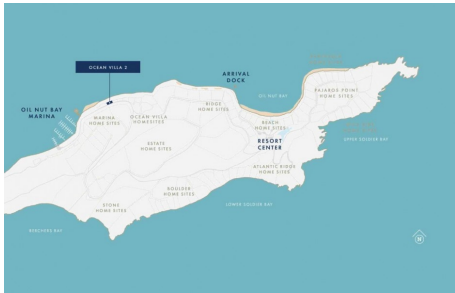 OCEAN VILLA 2
ARRIVAL
DOCK
OIL NUT BAY
MARINA
OIL NUT BAY
PAJAROS POINT
HOME SITES
RIDGE
HOME SITES
MARINA
HOME SITES
OCEAN VILLA
HOMESITES
BEACH
HOME SITES
RESORT
CENTER
UPPER SOLDIER BAY
ESTATE
HOME SITES
ATLANTIC RIDGE
HOME SITES
BOULDER
HOME SITES
STONE
HOME SITES
LOWER SOLDIER BAY
BERCHERS BAY
N